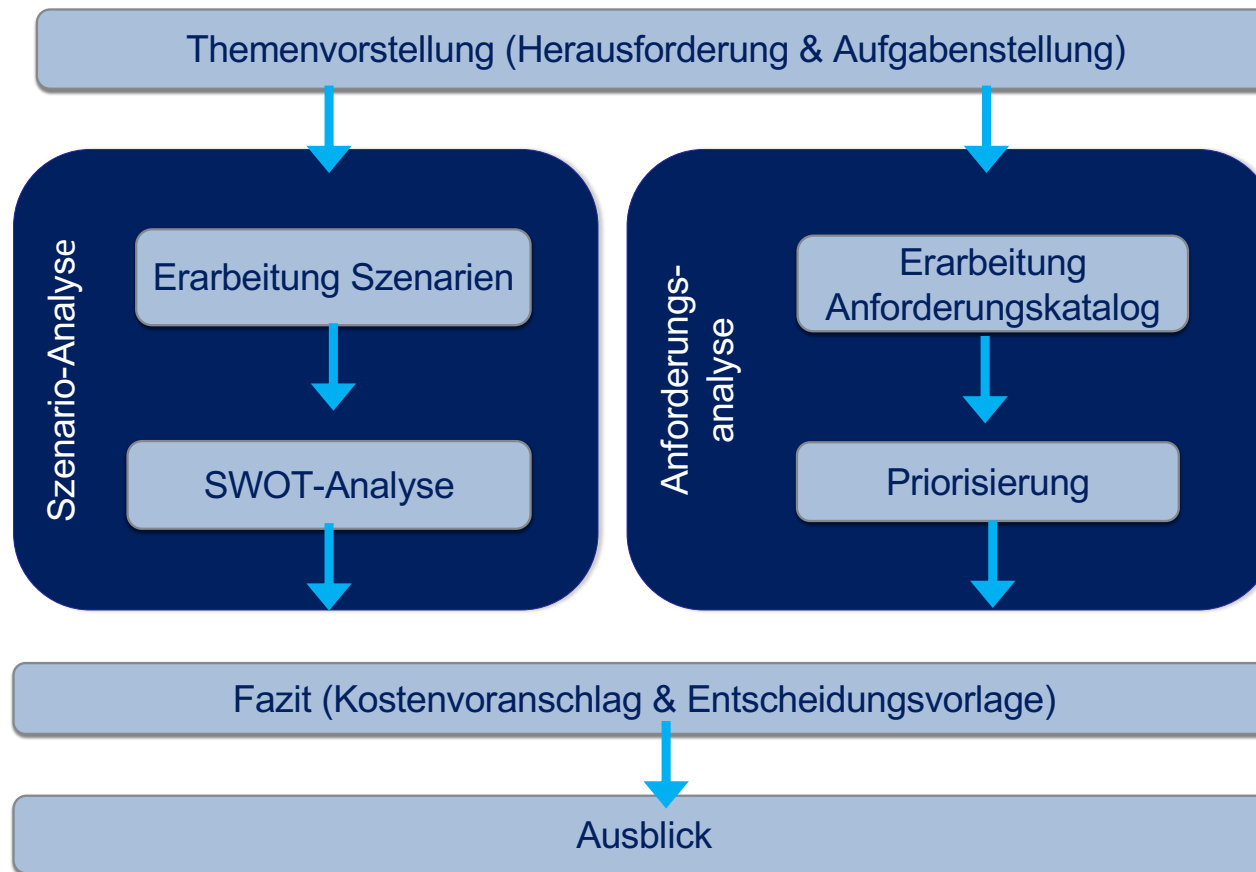 Themenvorstellung (Herausforderung & Aufgabenstellung)
Szenario-Analyse
Erarbeitung Szenarien
SWOT-Analyse
Anforderungs-
analyse
Erarbeitung
Anforderungskatalog
Priorisierung
Fazit (Kostenvoranschlag & Entscheidungsvorlage)
Ausblick